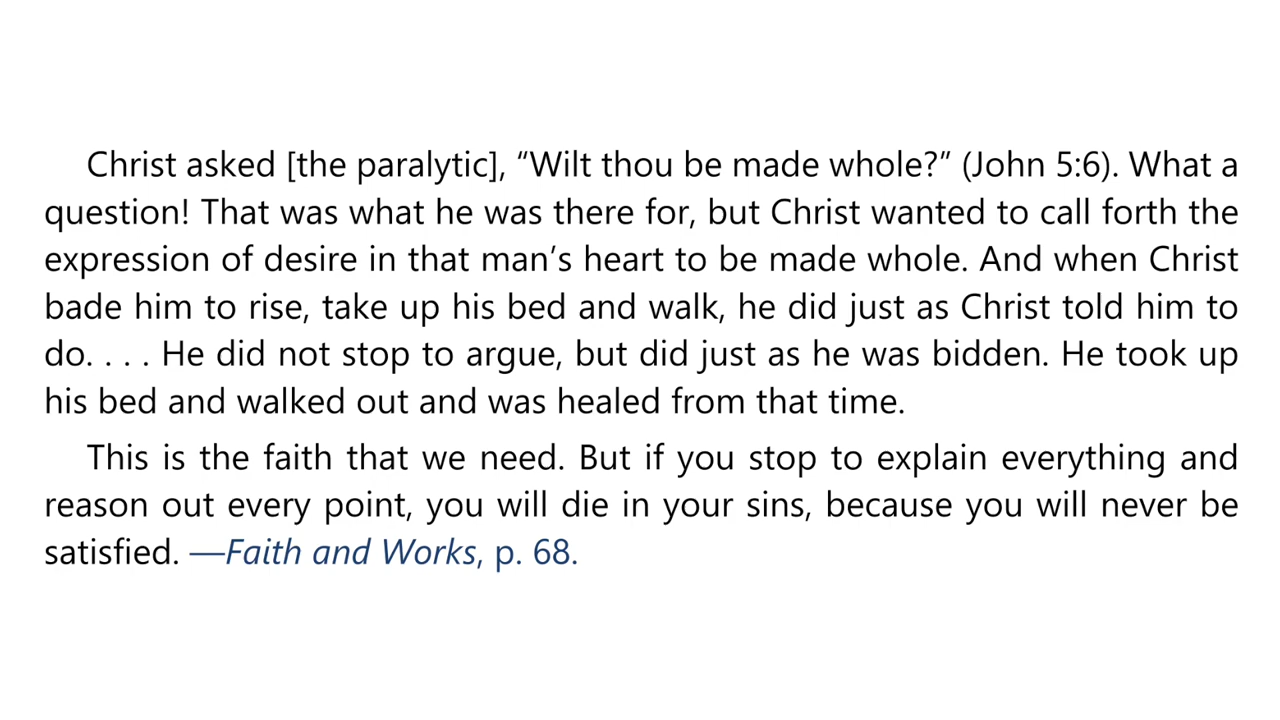 Christ asked [the paralytic], “Wilt thou be made whole?” (John 5:6). What a
question! That was what he was there for, but Christ wanted to call forth the
expression of desire in that man’s heart to be made whole. And when Christ
bade him to rise, take up his bed and walk, he did just as Christ told him to
do. . . . He did not stop to argue, but did just as he was bidden. He took up
his bed and walked out and was healed from that time.
This is the faith that we need. But if you stop to explain everything and
reason out every point, you will die in your sins, because you will never be
satisfied. —Faith and Works, p. 68.